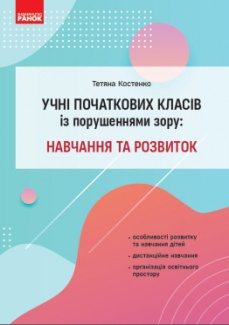 ВИДАВНИЦТВО
РАНОК
Тетяна Костенко
УЧНІ ПОЧАТКОВИХ КЛАСІВ
із порушеннями зору:
НАВЧАННЯ ТА РОЗВИТОК
• особливості розвитку
та навчання дітей
• дистанційне навчання
• організація освітнього
простору